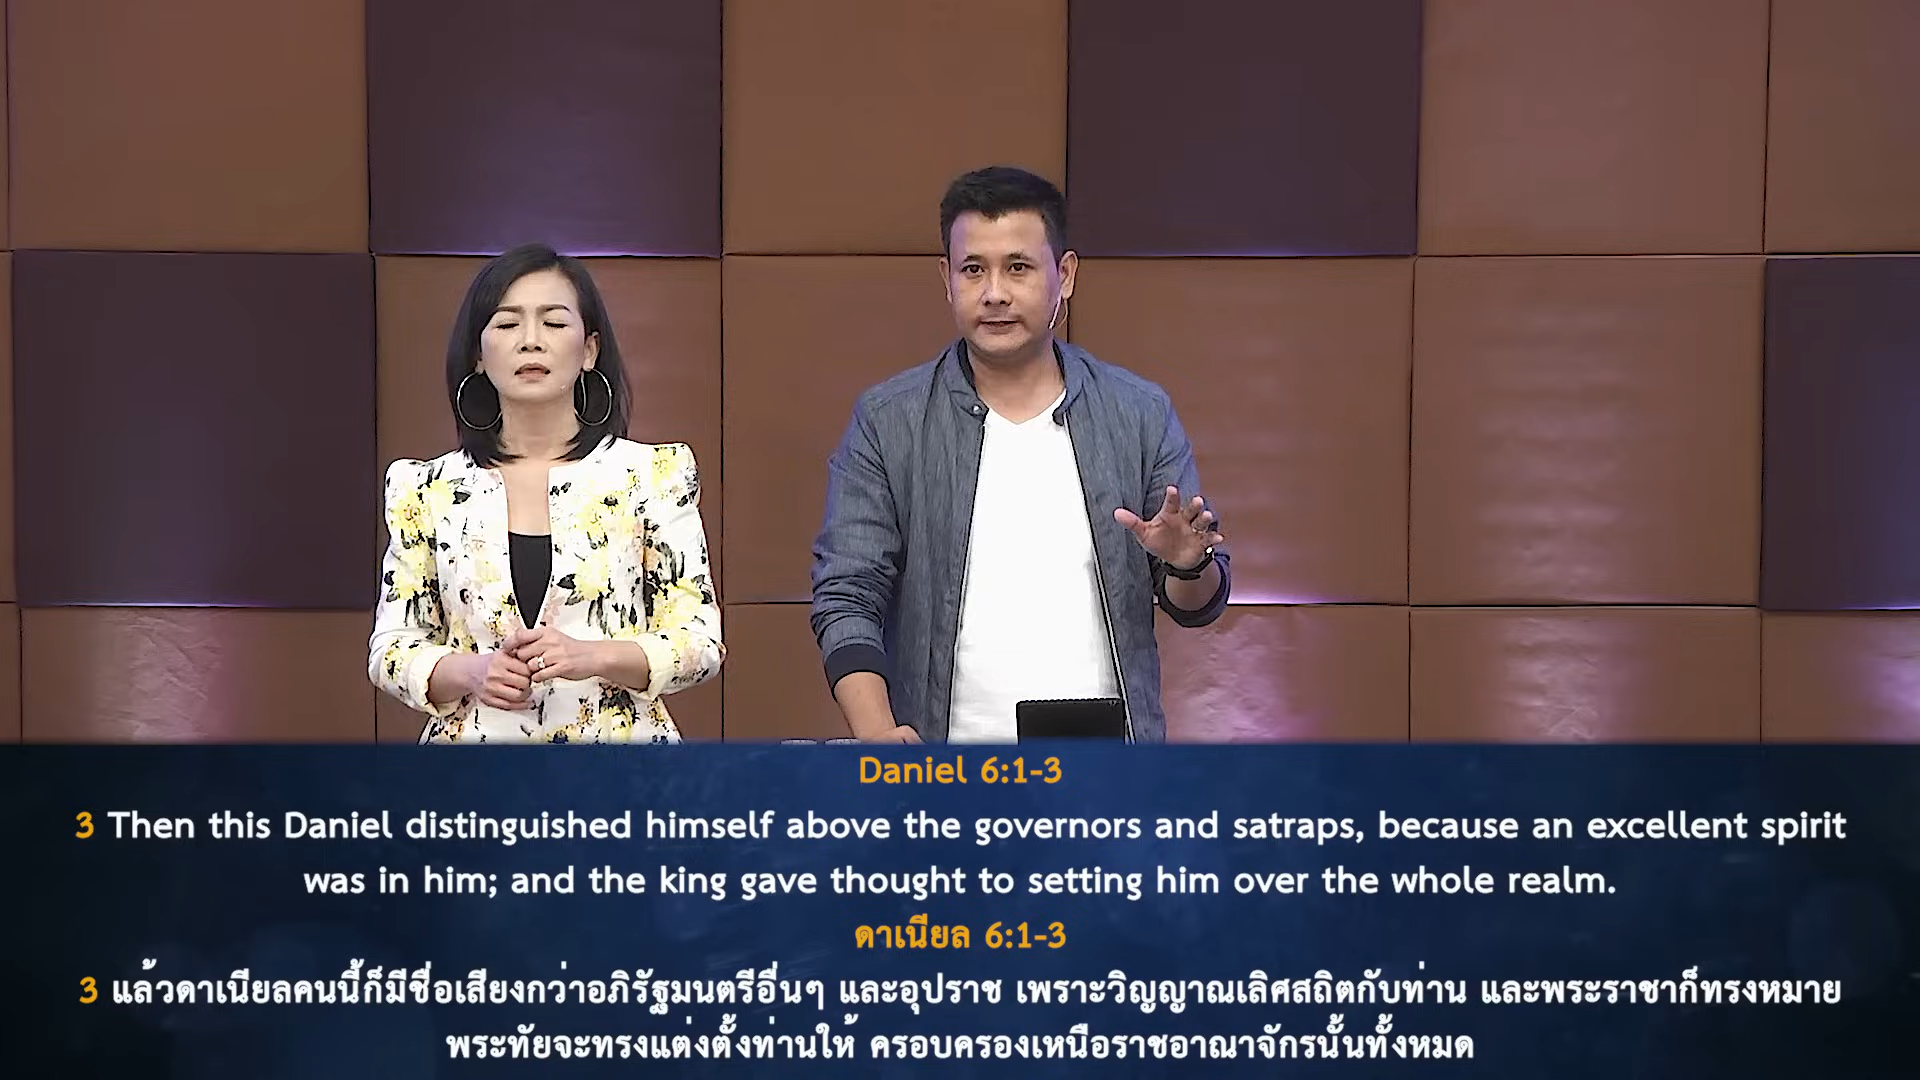 Daniel 6:1-3
3 Then this Daniel distinguished himself above the governors and satraps, because an excellent spirit
was in him; and the king gave thought to setting him over the whole realm.
ดาเนียล 6:1-3
3 แล้วดาเนียลคนนี้ก็มีชื่อเสียงกว่าอภิรัฐมนตรีอื่นๆ และอุปราช เพราะวิญญาณเลิศสถิตกับท่าน และพระราชาก็ทรงหมาย
พระทัยจะทรงแต่งตั้งท่านให้ ครอบครองเหนือราชอาณาจักรนั้นทั้งหมด